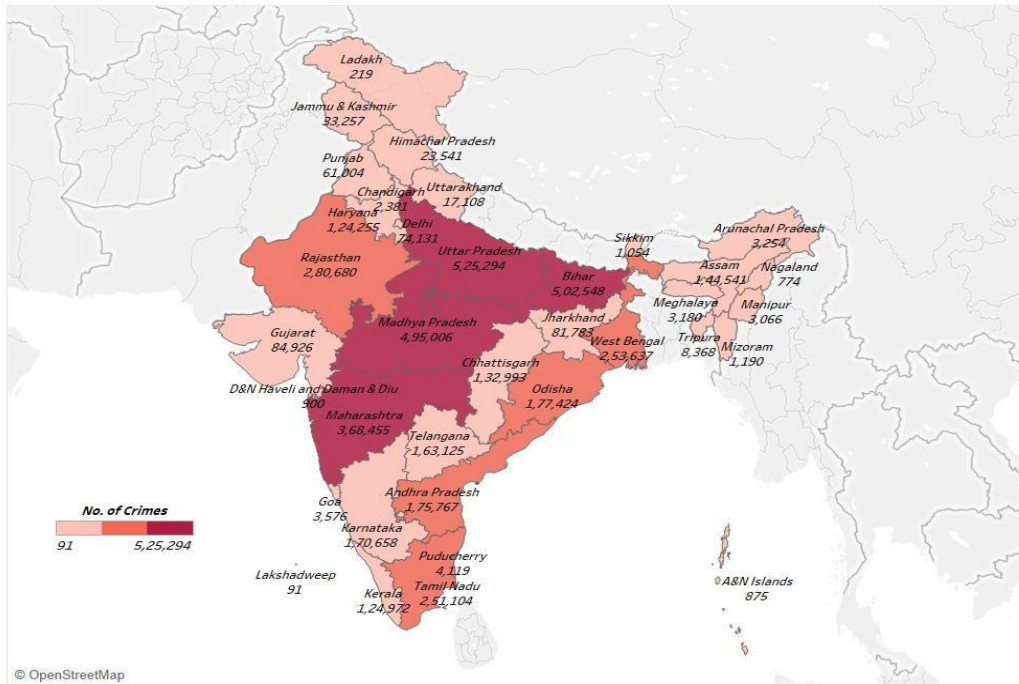 Ladakh
219
Jammu & Kashmir
33,257
Himachal Pradesh
23,541
Punjab
61,004
Chandigarh
2,381
Uttarakhand
17,108
Haryana
1,24,255
Delhi
74,131
Rajasthan
2,80,680
Uttar Pradesh
5,25,294
Bihar
5,02,548
Sikkim
1,054
Arunachal Pradesh
3,254
Assam
1,44,541
Nagaland
774
Meghalaya
3,180
Manipur
3,066
Tripura
8,368
Mizoram
1,190
Gujarat
84,926
Madhya Pradesh
4,95,006
Jharkhand
81,783
West Bengal
2,53,637
Chhattisgarh
1,32,993
Odisha
1,77,424
D&N Haveli and Daman & Diu
900
Maharashtra
3,68,455
Telangana
1,63,125
Andhra Pradesh
1,75,767
Goa
3,576
Karnataka
1,70,658
Puducherry
4,119
Tamil Nadu
2,51,104
Kerala
1,24,972
Lakshadweep
91
A&N Islands
875
No. of Crimes
91 5,25,294
© OpenStreetMap